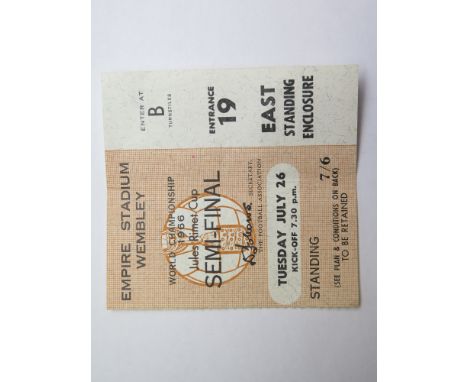 ENTER AT
B
TURNSTILES
ENTRANCE
19
EAST
STANDING
ENCLOSURE
EMPIRE STADIUM
WEMBLEY
WORLD CHAMPIONSHIP
1966
Jules Rimet Cup
SEMI-FINAL
SECRETARY,
THE FOOTBALL ASSOCIATION
TUESDAY JULY 26
KICK-OFF 7.30 p.m.
STANDING 7/6
(SEE PLAN & CONDITIONS ON BACK)
TO BE RETAINED